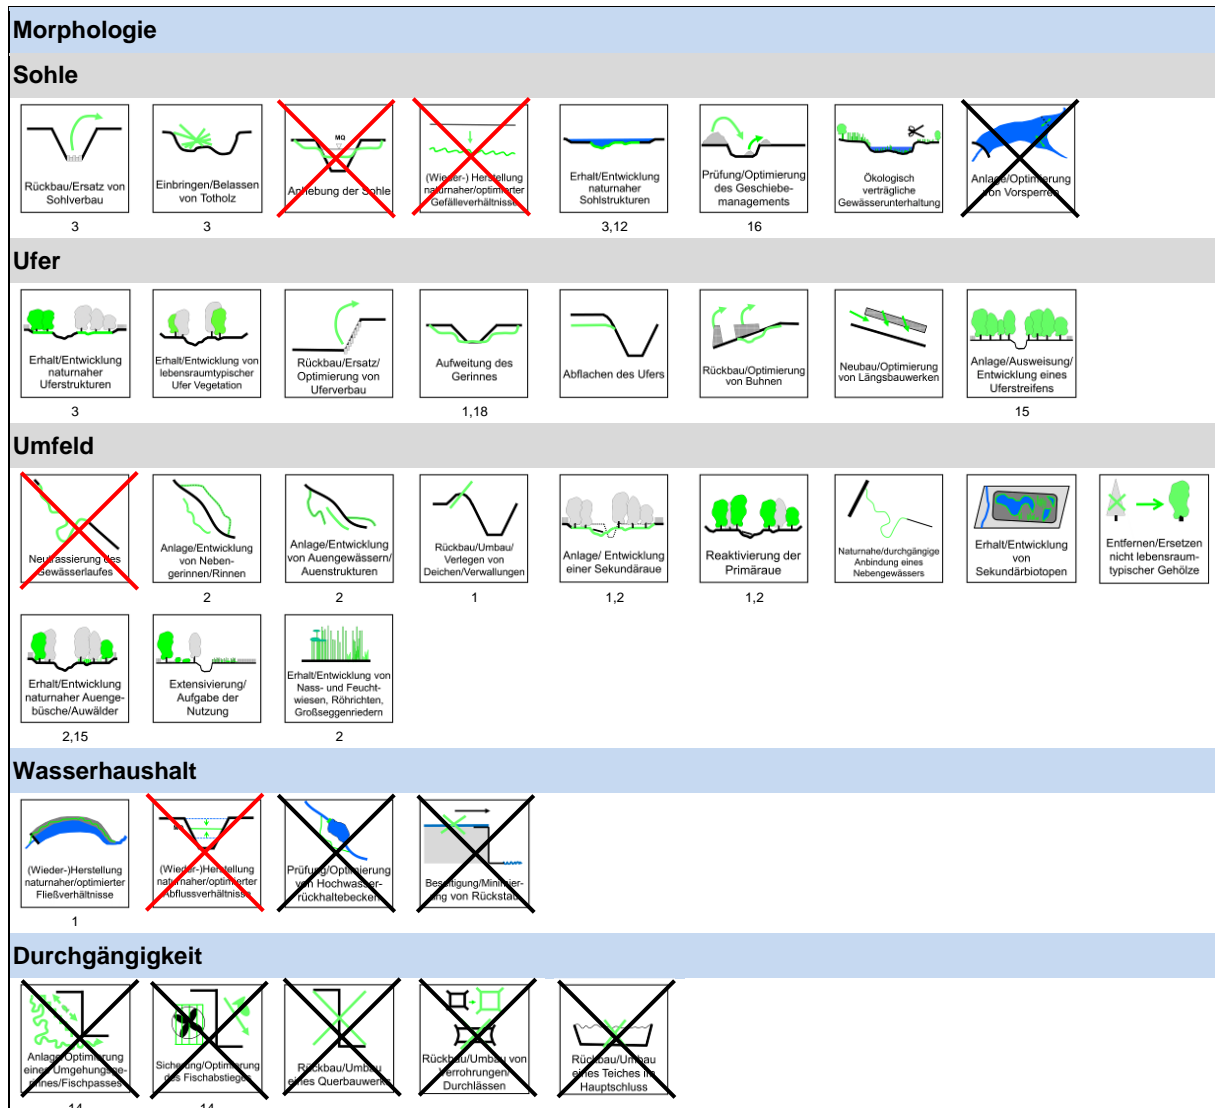 Morphologie
Sohle
Rückbau/Ersatz von
Sohlverbau
3
Einbringen/Belassen
von Totholz
3
MQ
Anhebung der Sohle
(Wieder-) Herstellung
naturnaher/optimierter
Gefälleverhältnisse
Erhalt/Entwicklung
naturnaher
Sohlstrukturen
3,12
Prüfung/Optimierung
des Geschiebe-
managements
16
Ökologisch
verträgliche
Gewässerunterhaltung
Anlage/Optimierung
von Vorsperren
Ufer
Erhalt/Entwicklung
naturnaher
Uferstrukturen
3
Erhalt/Entwicklung von
lebensraumtypischer
Ufer Vegetation
Rückbau/Ersatz/
Optimierung von
Uferverbau
Aufweitung des
Gerinnes
1,18
Abflachen des Ufers
Rückbau/Optimierung
von Buhnen
Neubau/Optimierung
von Längsbauwerken
Anlage/Ausweisung/
Entwicklung eines
Uferstreifens
15
Umfeld
Neutrassierung des
Gewässerlaufes
Anlage/Entwicklung
von Neben-
gerinnen/Rinnen
2
Anlage/Entwicklung
von Auengewässern/
Auenstrukturen
2
Rückbau/Umbau/
Verlegen von
Deichen/Verwallungen
1
Anlage/ Entwicklung
einer Sekundäraue
1,2
Reaktivierung der
Primäraue
1,2
Naturnahe/durchgängige
Anbindung eines
Nebengewässers
Erhalt/Entwicklung
von
Sekundärbiotopen
Entfernen/Ersetzen
nicht lebensraum-
typischer Gehölze
Erhalt/Entwicklung
naturnaher Auenge-
büsche/Auwälder
2,15
Extensivierung/
Aufgabe der
Nutzung
Erhalt/Entwicklung von
Nass- und Feucht-
wiesen, Röhrichten,
Großseggenriedern
2
Wasserhaushalt
(Wieder-)Herstellung
naturnaher/optimierter
Fließverhältnisse
1
(Wieder-)Herstellung
naturnaher/optimierter
Abflussverhältnisse
Prüfung/Optimierung
von Hochwasser-
rückhaltebecken
Beseitigung/Minimier-
ung von Rückstau
Durchgängigkeit
Anlage/Optimierung
eines Umgehungsge-
rinnes/Fischpasses
14
Sicherung/Optimierung
des Fischabstieges
14
Rückbau/Umbau
eines Querbauwerks
Rückbau/Umbau von
Verrohrungen/
Durchlässen
Rückbau/Umbau
eines Teiches im
Hauptschluss